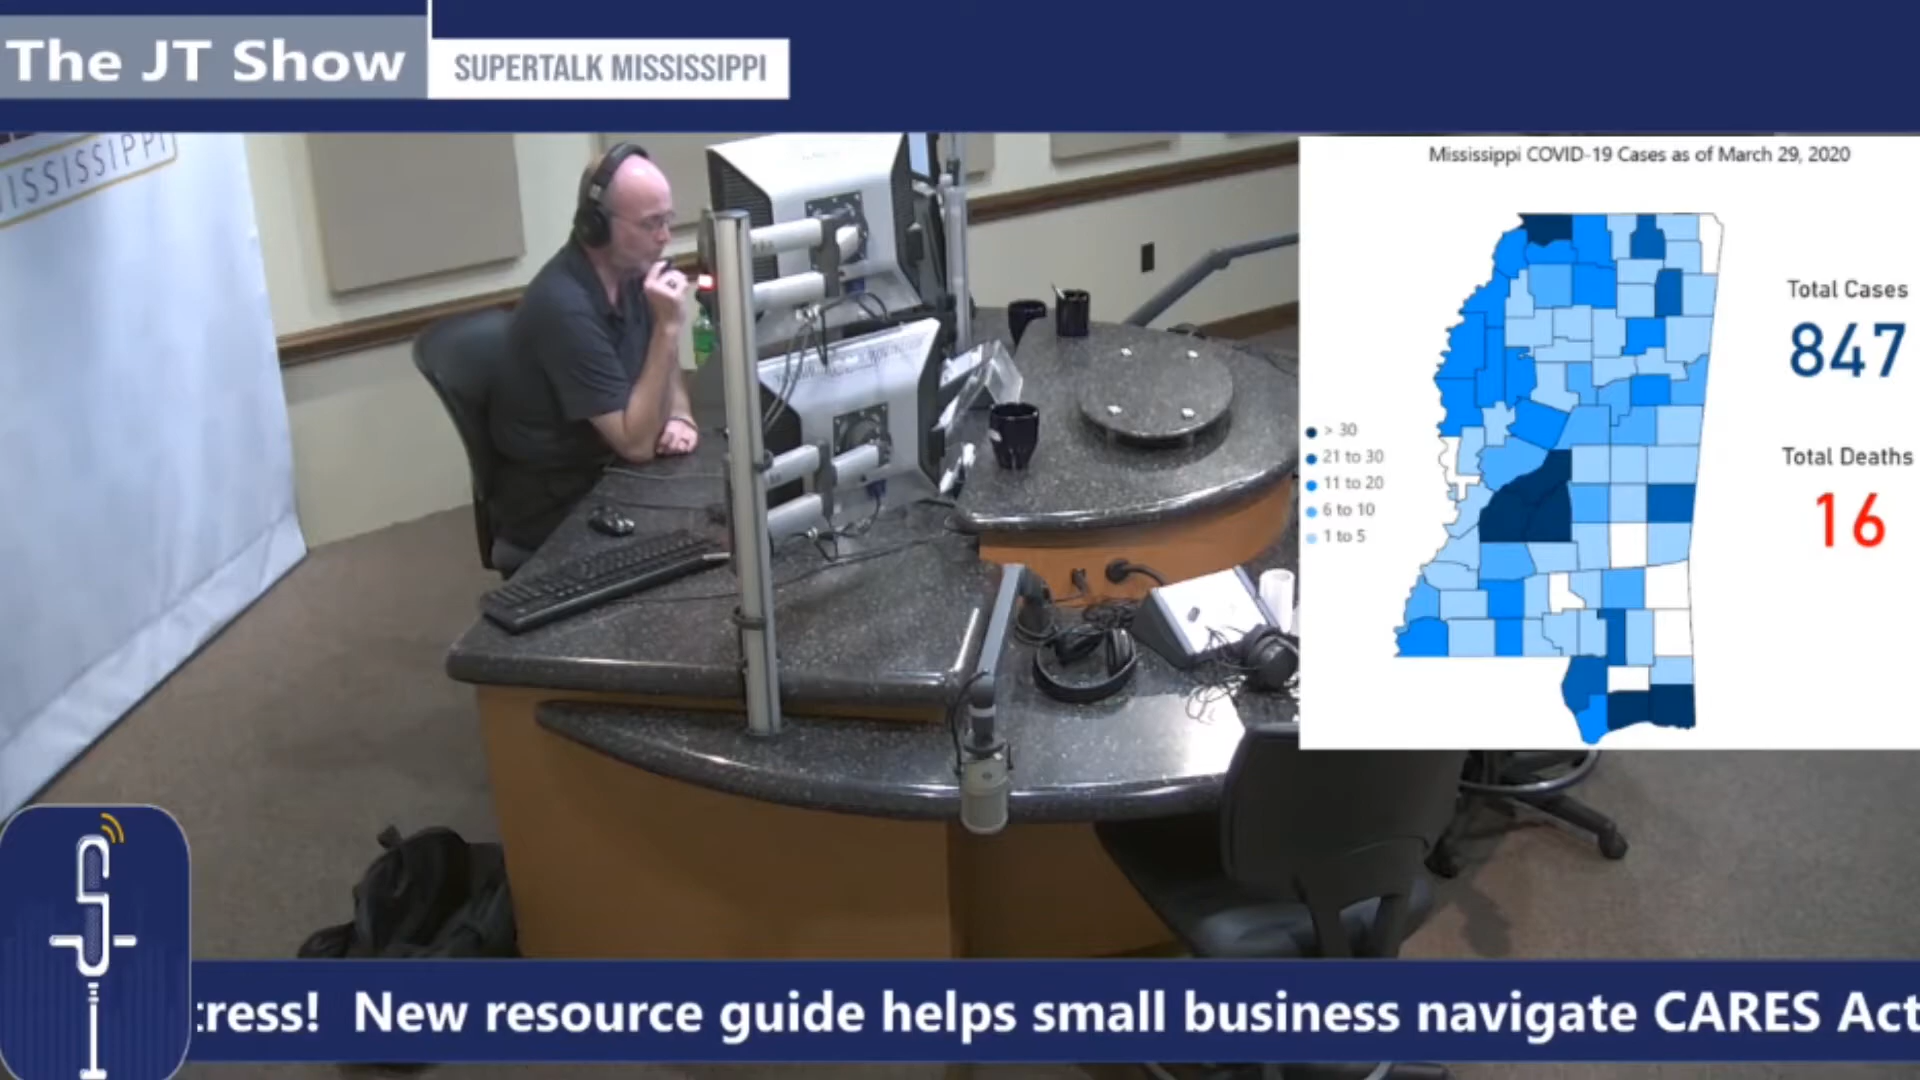 The JT Show
SUPERTALK MISSISSIPPI
ISSISSIPPI
Mississippi COVID-19 Cases as of March 29, 2020
Total Cases
847
> 30
21 to 30
11 to 20
6 to 10
1 to 5
Total Deaths
16
tress! New resource guide helps small business navigate CARES Act